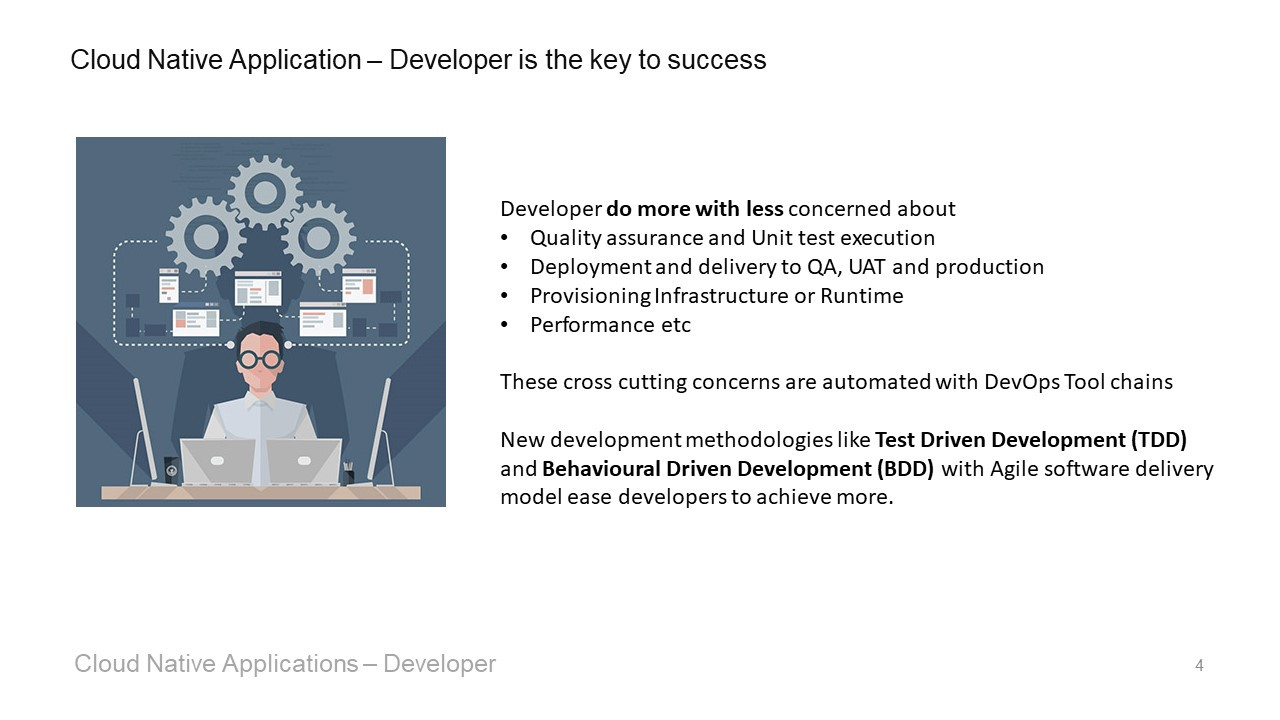 Cloud Native Application – Developer is the key to success
Developer do more with less concerned about
• Quality assurance and Unit test execution
• Deployment and delivery to QA, UAT and production
• Provisioning Infrastructure or Runtime
• Performance etc
These cross cutting concerns are automated with DevOps Tool chains
New development methodologies like Test Driven Development (TDD)
and Behavioural Driven Development (BDD) with Agile software delivery
model ease developers to achieve more.
Cloud Native Applications – Developer
4